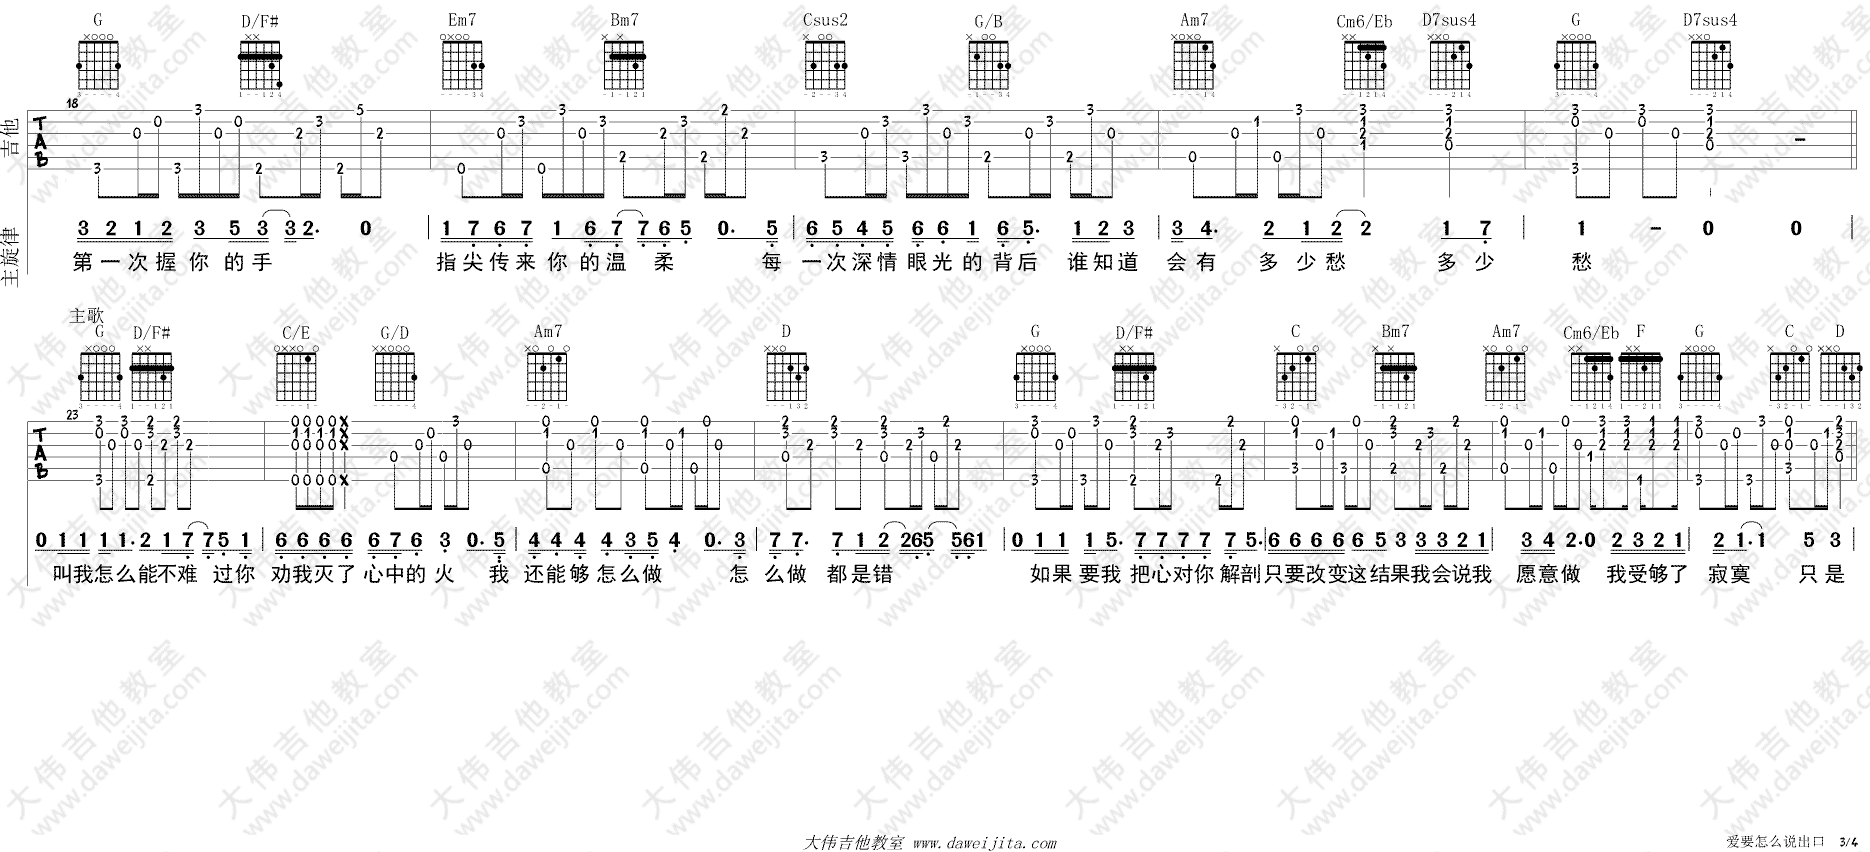 G D/F# Em7 Bm7 Csus2 G/B Am7 Cm6/Eb D7sus4 G D7sus4
18
吉他 TAB
主旋律 3 2 1 2 3 5 3 3 2. 0 | 1 7 6 7 1 6 7 7 6 5 0. 5 | 6 5 4 5 6 6 1 6 5. 1 2 3 | 3 4. 2 1 2 2 1 7 | 1 - 0 0 |
第一次握你的手 指尖传来你的温柔 每一次深情眼光的背后 谁知道会有多少愁 多少愁
主歌
G D/F# C/E G/D Am7 D G D/F# C Bm7 Am7 Cm6/Eb F G C D
23
TAB
0 1 1 1 1. 2 1 7 7 5 1 | 6 6 6 6 6 7 6 3 0. 5 | 4 4 4 4 3 5 4 0. 3 | 7 7. 7 1 2 2 6 5 5 6 1 | 0 1 1 1 5. 7 7 7 7 7 5. | 6 6 6 6 6 5 3 3 3 2 1 | 3 4 2. 0 2 3 2 1 | 2 1. 1 5 3
叫我怎么能不难过你 劝我灭了心中的火 我还能够怎么做 怎么做都是错 如果要我把心对你解剖 只要改变这结果我会说我愿意做 我受够了寂寞 只是
大伟吉他教室 www.daweijita.com
爱要怎么说出口 3/4